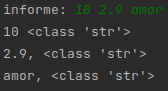 informe: 10 2.9 amor
10 <class 'str'>
2.9, <class 'str'>
amor, <class 'str'>